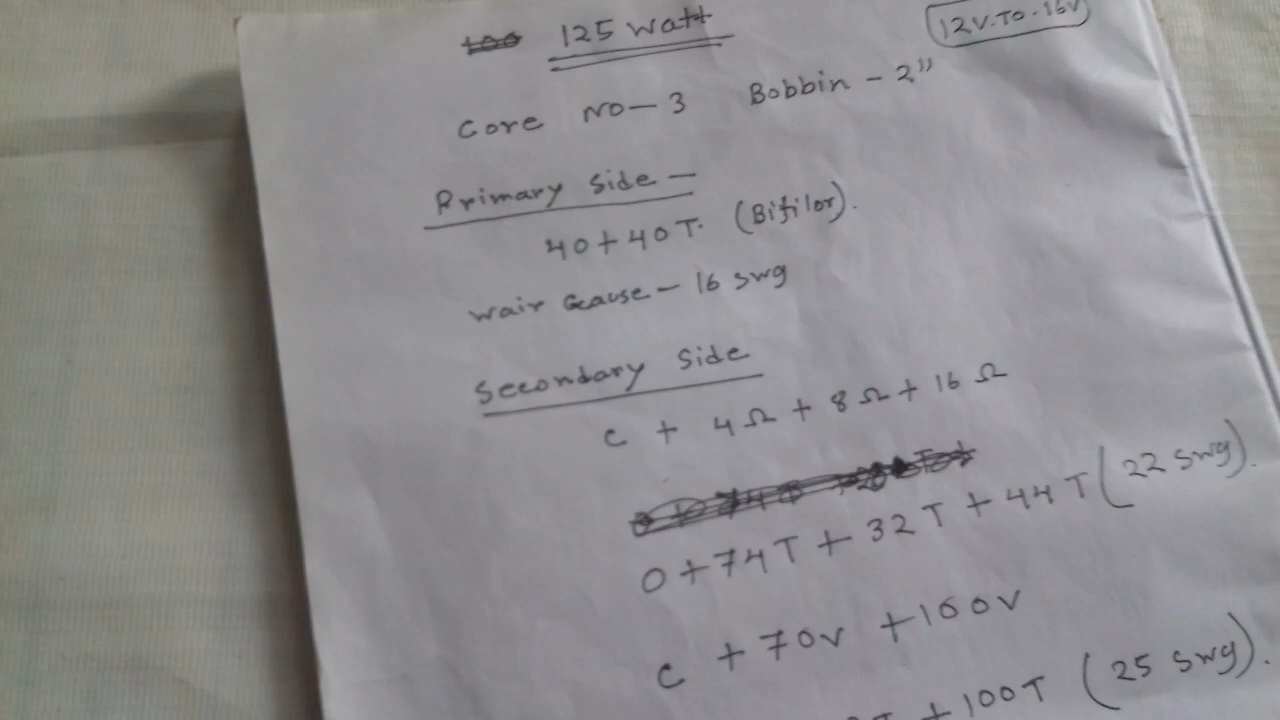 125 Watt
12V.TO.16V
Core NO-3 Bobbin - 2"
Primary Side -
40+40T. (Bifilor).
wair Geause - 16 swg
Secondary Side
C + 4Ω + 8Ω + 16Ω
0+74T+32T+44T (22 swg).
C +70V +100V
+100T (25 swg).